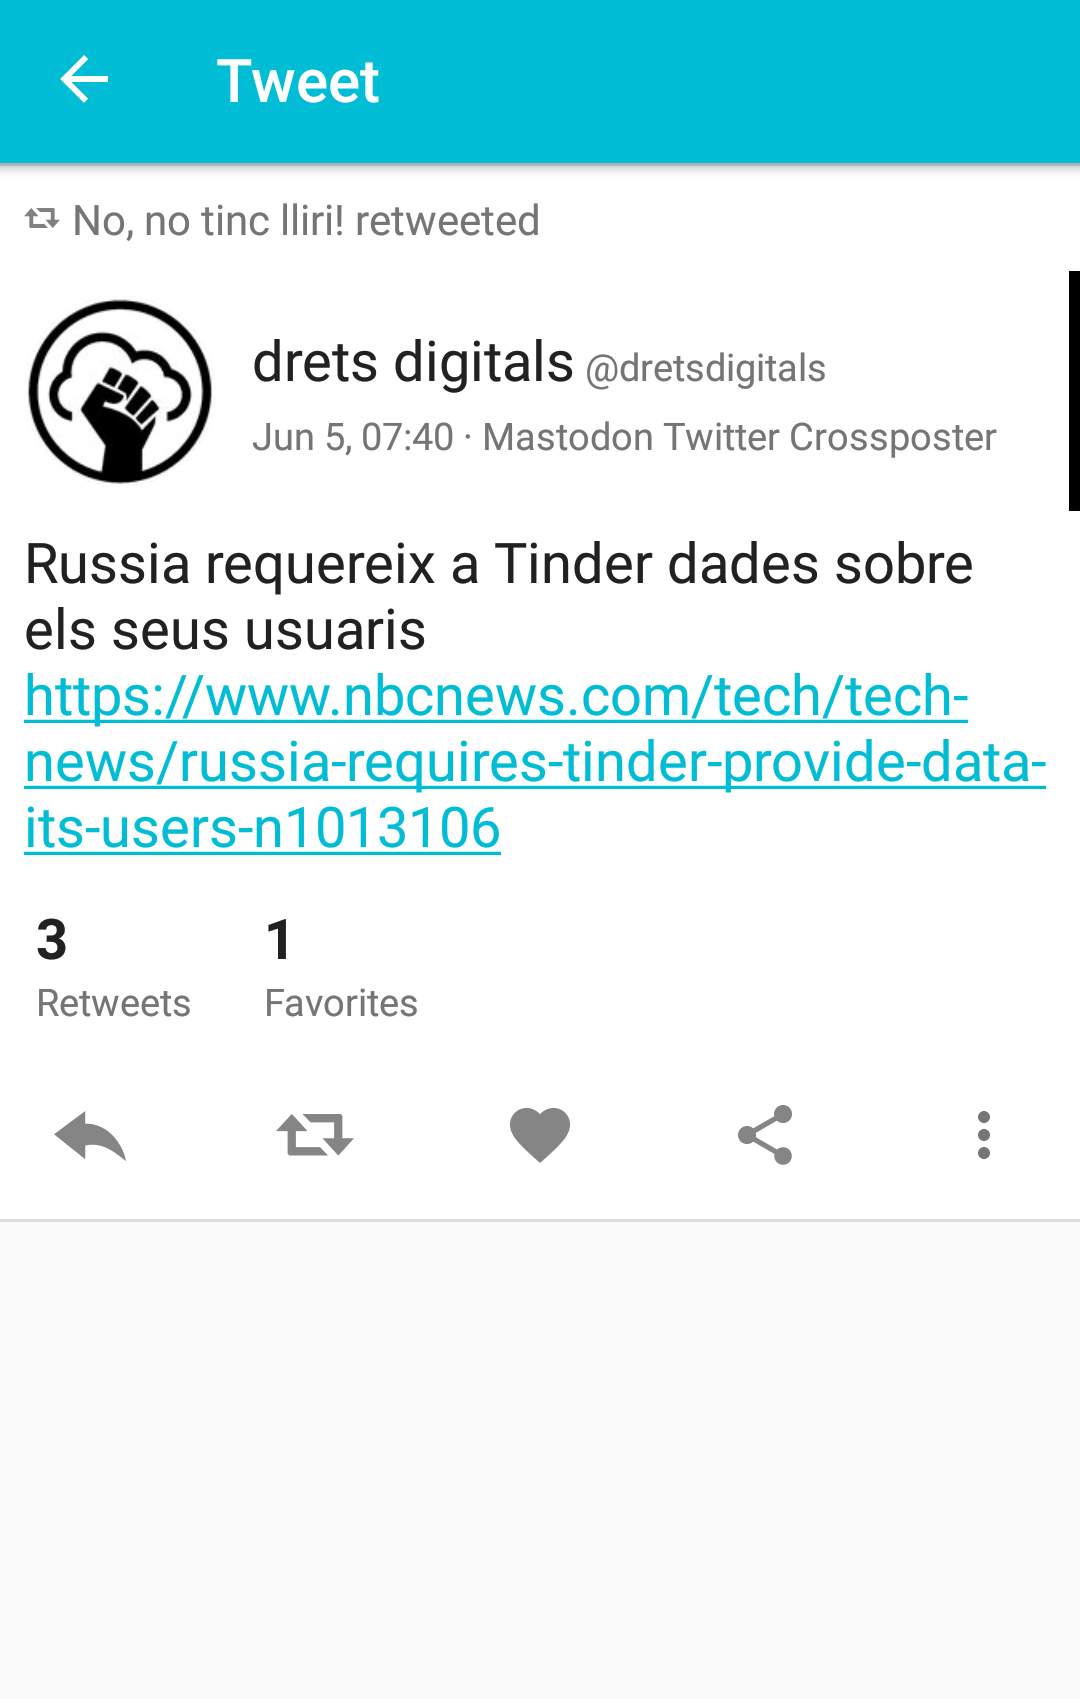 Tweet
No, no tinc lliri! retweeted
drets digitals @dretsdigitals
Jun 5, 07:40 · Mastodon Twitter Crossposter
Russia requereix a Tinder dades sobre
els seus usuaris
https://www.nbcnews.com/tech/tech-
news/russia-requires-tinder-provide-data-
its-users-n1013106
3 1
Retweets Favorites